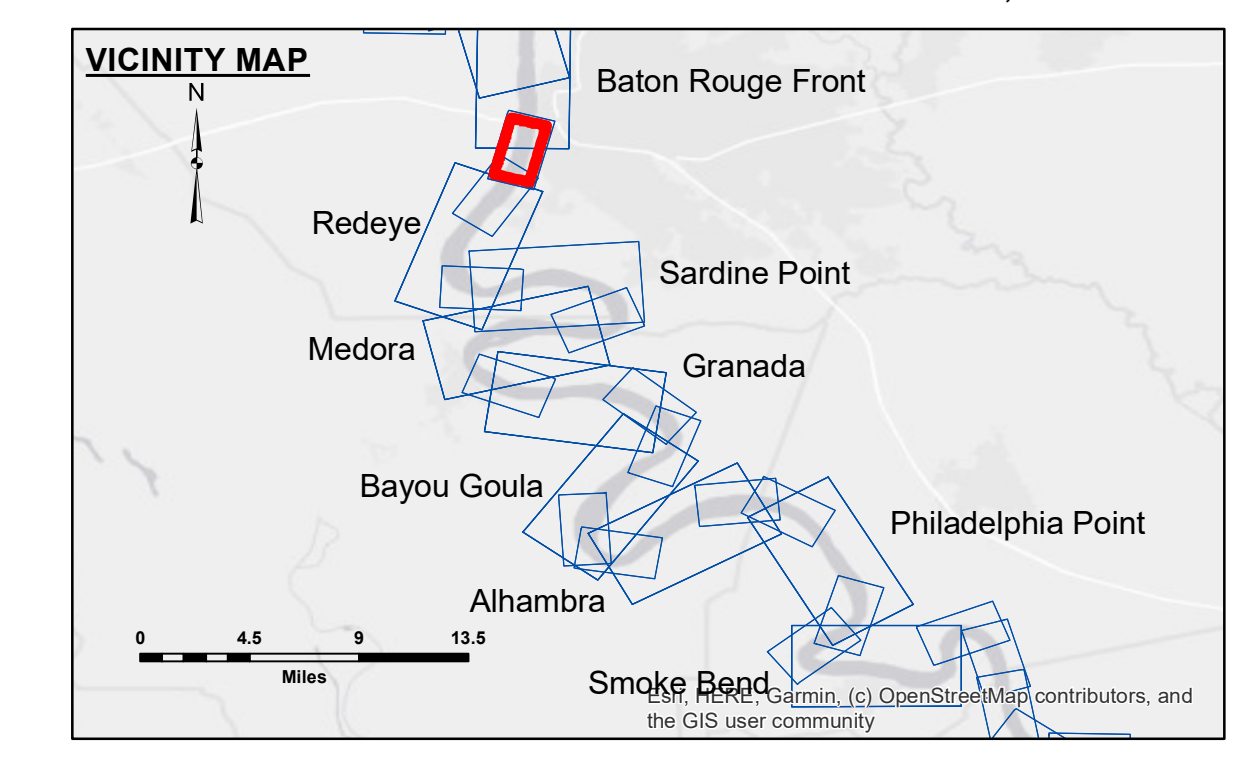 VICINITY MAP
N
Baton Rouge Front
Redeye
Sardine Point
Medora
Granada
Bayou Goula
Philadelphia Point
Alhambra
0 4.5 9 13.5
Miles
Smoke Bend
Esri, HERE, Garmin, (c) OpenStreetMap contributors, and
the GIS user community